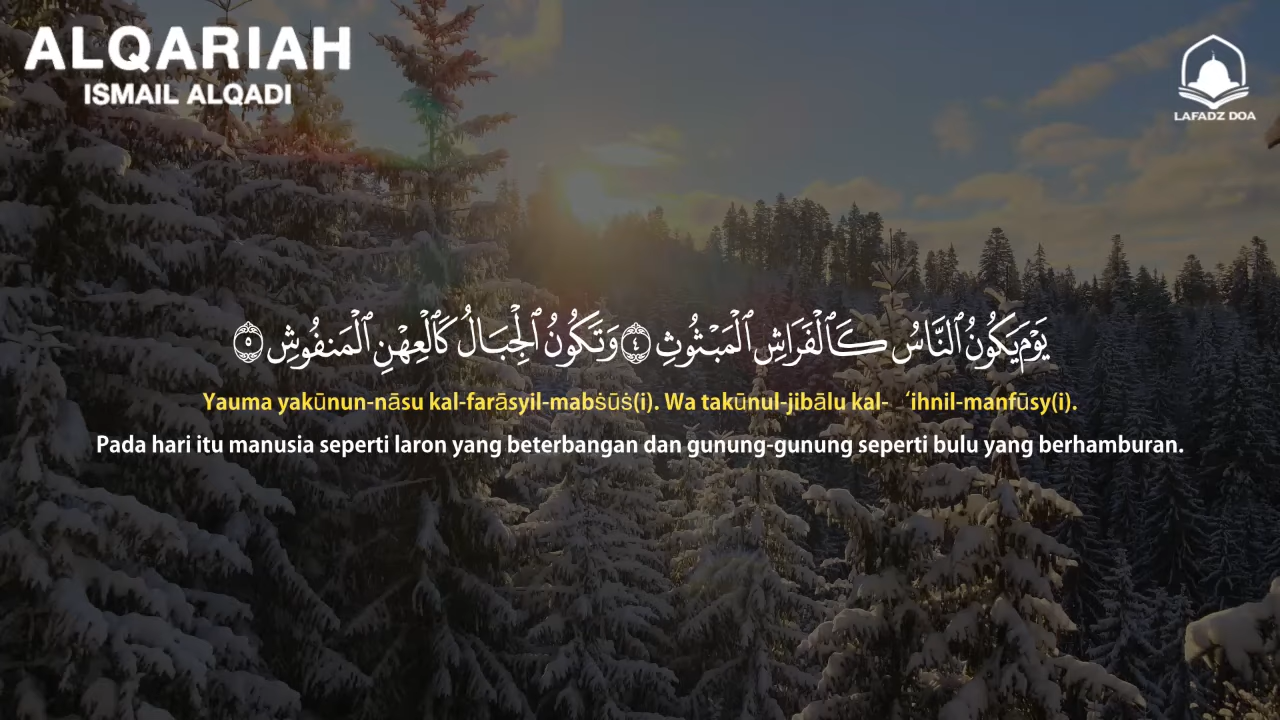 ALQARIAH
ISMAIL ALQADI
LAFADZ DOA
يَوْمَ يَكُونُ ٱلنَّاسُ كَٱلْفَرَاشِ ٱلْمَبْثُوثِ ٤ وَتَكُونُ ٱلْجِبَالُ كَٱلْعِهْنِ ٱلْمَنفُوشِ ٥
Yauma yakūnun-nāsu kal-farāsyil-mabṡūṡ(i). Wa takūnul-jibālu kal- ‘ihnil-manfūsy(i).
Pada hari itu manusia seperti laron yang beterbangan dan gunung-gunung seperti bulu yang berhamburan.